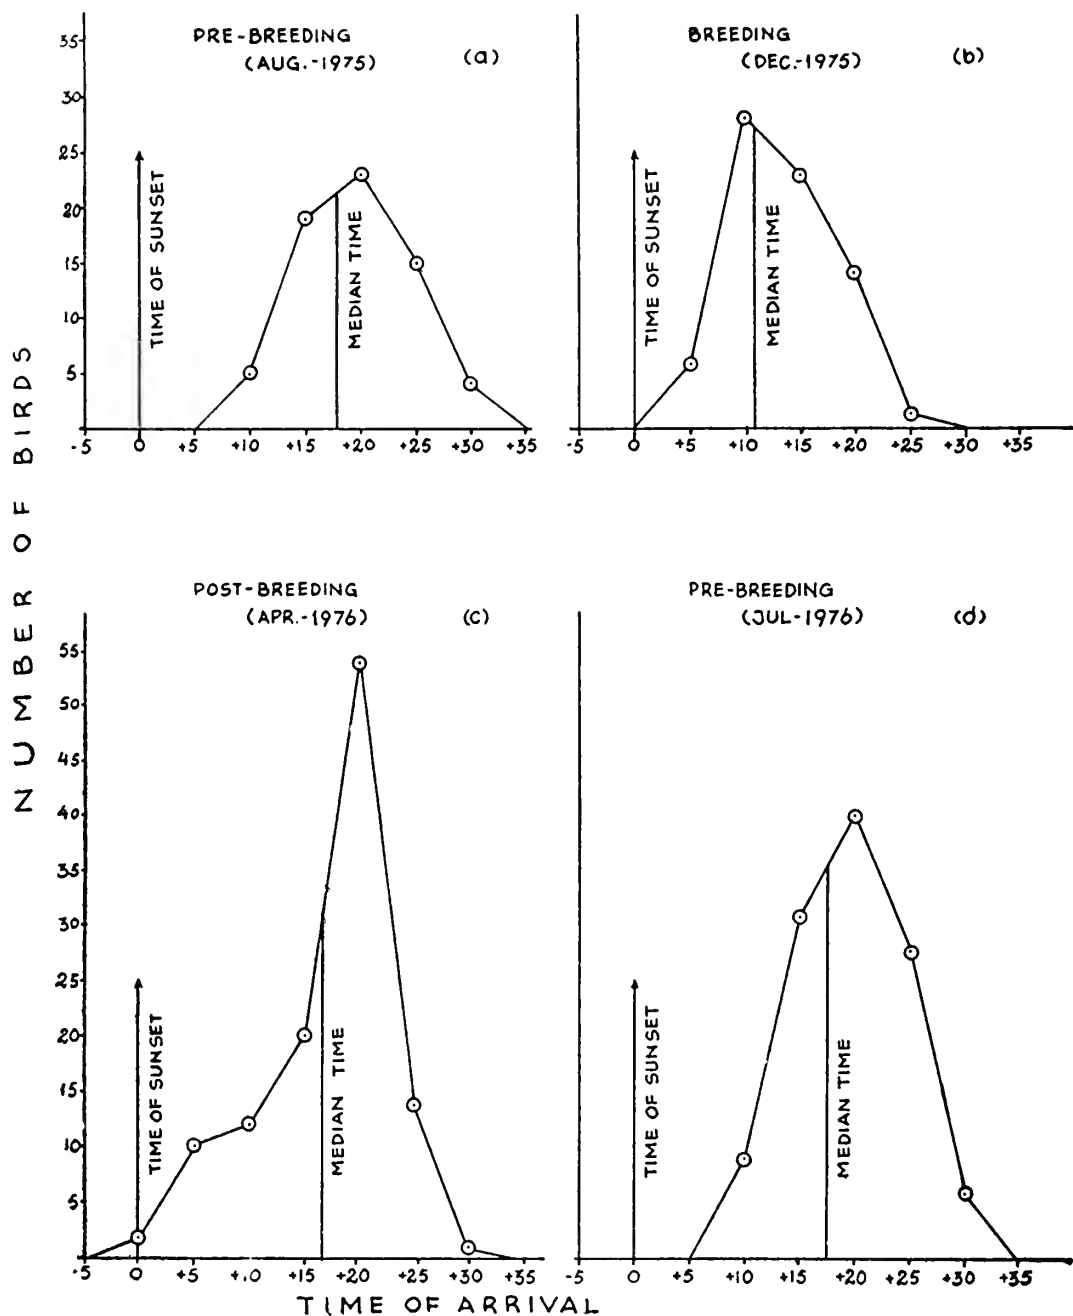 NUMBER OF BIRDS
PRE-BREEDING
(AUG.-1975)
(a)
35
30
25
20
15
10
5
TIME OF SUNSET
MEDIAN TIME
-5 0 +5 +10 +15 +20 +25 +30 +35
BREEDING
(DEC.-1975)
(b)
TIME OF SUNSET
MEDIAN TIME
-5 0 +5 +10 +15 +20 +25 +30 +35
POST-BREEDING
(APR.-1976)
(c)
55
50
45
40
35
30
25
20
15
10
5
TIME OF SUNSET
MEDIAN TIME
-5 0 +5 +10 +15 +20 +25 +30 +35
PRE-BREEDING
(JUL-1976)
(d)
TIME OF SUNSET
MEDIAN TIME
-5 0 +5 +10 +15 +20 +25 +30 +35
TIME OF ARRIVAL